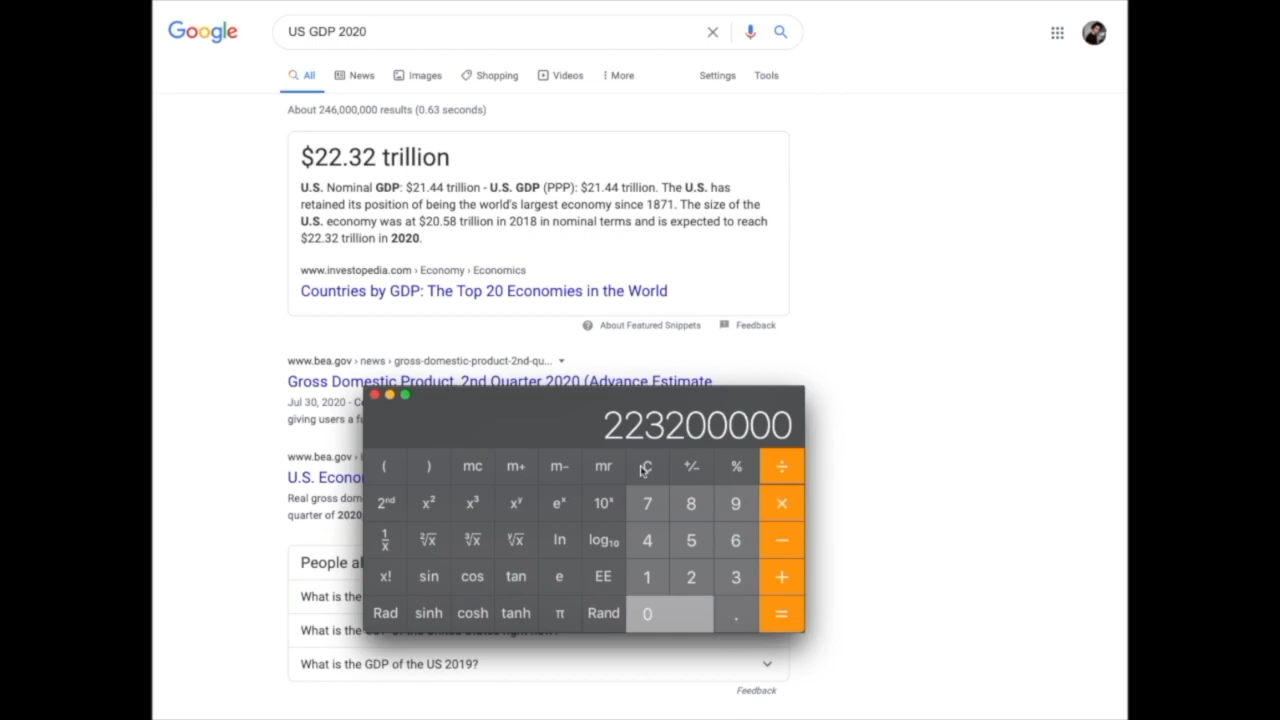 Google
US GDP 2020
All
News
Images
Shopping
Videos
More
Settings
Tools
About 246,000,000 results (0.63 seconds)
$22.32 trillion
U.S. Nominal GDP: $21.44 trillion - U.S. GDP (PPP): $21.44 trillion. The U.S. has
retained its position of being the world's largest economy since 1871. The size of the
U.S. economy was at $20.58 trillion in 2018 in nominal terms and is expected to reach
$22.32 trillion in 2020.
www.investopedia.com › Economy › Economics
Countries by GDP: The Top 20 Economies in the World
About Featured Snippets
Feedback
www.bea.gov › news › gross-domestic-product-2nd-qu...
Gross Domestic Product, 2nd Quarter 2020 (Advance Estimate
Jul 30, 2020 -
giving users a
www.bea.gov ›
U.S.
Real gross
quarter of 2020
People
What is the
What is the
What is the GDP of the US 2019?
Feedback
223200000
( ) mc m+ m- mr C +/- % ÷
2nd x² x³ xʸ eˣ 10ˣ 7 8 9 ×
1/x ²√x ³√x ʸ√x ln log₁₀ 4 5 6 −
x! sin cos tan e EE 1 2 3 +
Rad sinh cosh tanh π Rand 0 . =